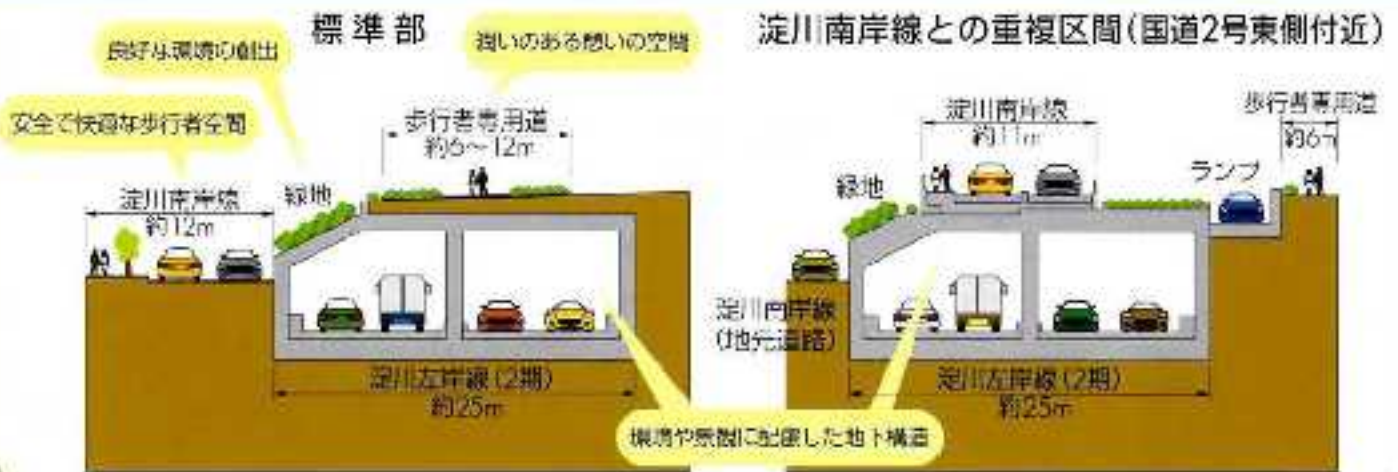 標準部
良好な環境の創出
潤いのある憩いの空間
安全で快適な歩行者空間
歩行者専用道
約6〜12m
淀川南岸線
約12m
緑地
淀川左岸線(2期)
約25m
環境や景観に配慮した地下構造
淀川南岸線との重複区間(国道2号東側付近)
淀川南岸線
約11m
歩行者専用道
約6m
ランプ
緑地
淀川南岸線
(地元道路)
淀川左岸線(2期)
約25m